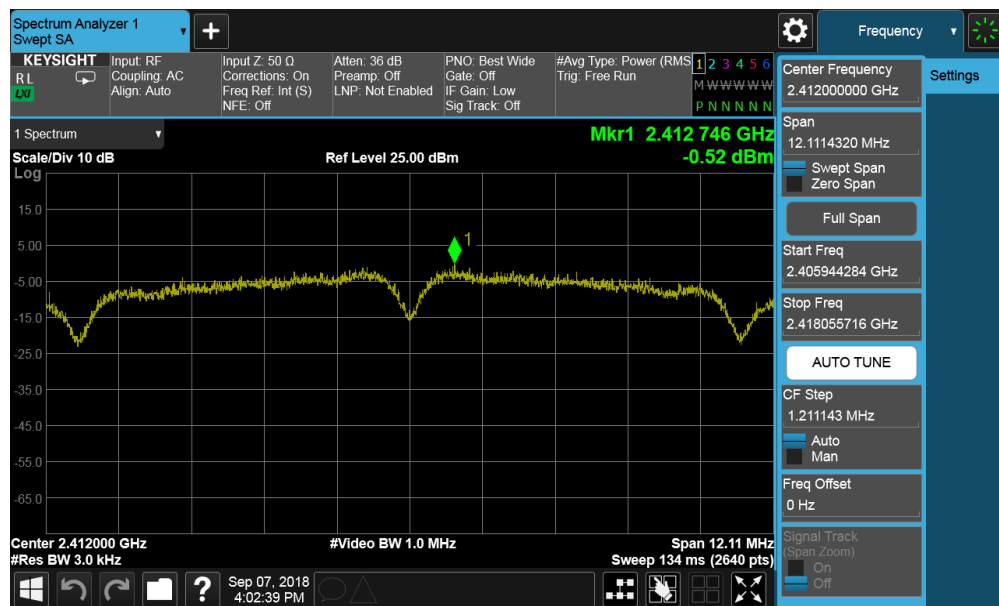 Spectrum Analyzer 1
Swept SA
+
Frequency
KEYSIGHT
R L
LXI
Input: RF
Coupling: AC
Align: Auto
Input Z: 50 Ω
Corrections: On
Freq Ref: Int (S)
NFE: Off
Atten: 36 dB
Preamp: Off
LNP: Not Enabled
PNO: Best Wide
Gate: Off
IF Gain: Low
Sig Track: Off
#Avg Type: Power (RMS
Trig: Free Run
1 2 3 4 5 6
M W W W W W
P N N N N N
Center Frequency
2.412000000 GHz
Settings
Span
12.1114320 MHz
Swept Span
Zero Span
Full Span
Start Freq
2.405944284 GHz
Stop Freq
2.418055716 GHz
AUTO TUNE
CF Step
1.211143 MHz
Auto
Man
Freq Offset
0 Hz
Signal Track
(Span Zoom)
On
Off
1 Spectrum
Mkr1 2.412 746 GHz
Scale/Div 10 dB
Ref Level 25.00 dBm
-0.52 dBm
Log
15.0
5.00
-5.00
-15.0
-25.0
-35.0
-45.0
-55.0
-65.0
1
Center 2.412000 GHz
#Video BW 1.0 MHz
Span 12.11 MHz
#Res BW 3.0 kHz
Sweep 134 ms (2640 pts)
?
Sep 07, 2018
4:02:39 PM